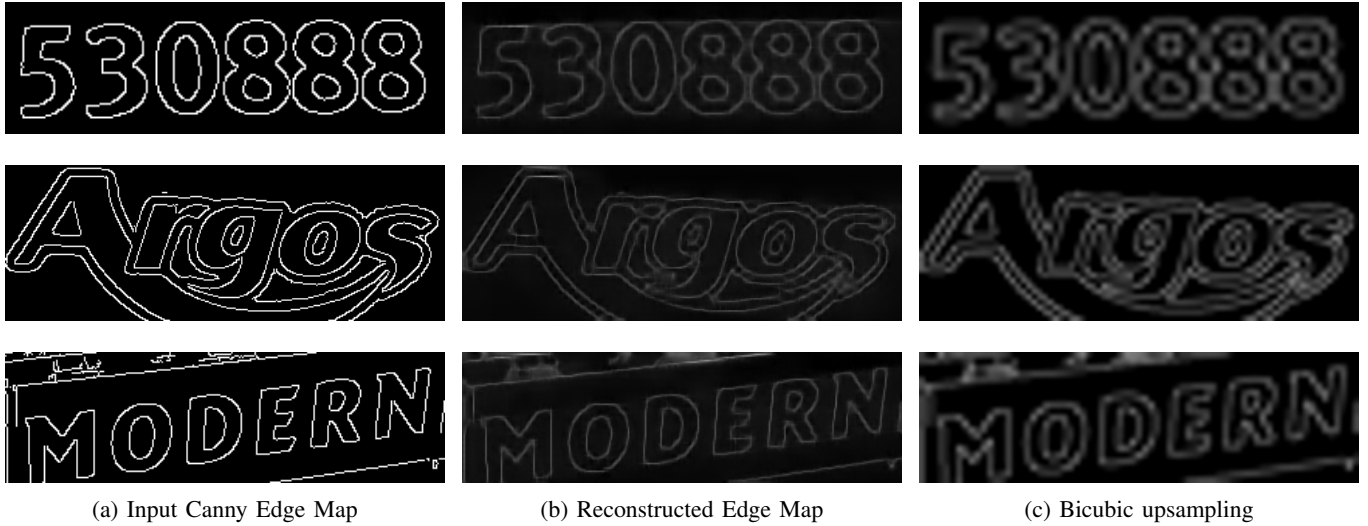 530888 530888 530888
Argos Argos Argos
MODERN MODERN MODERN
(a) Input Canny Edge Map (b) Reconstructed Edge Map (c) Bicubic upsampling